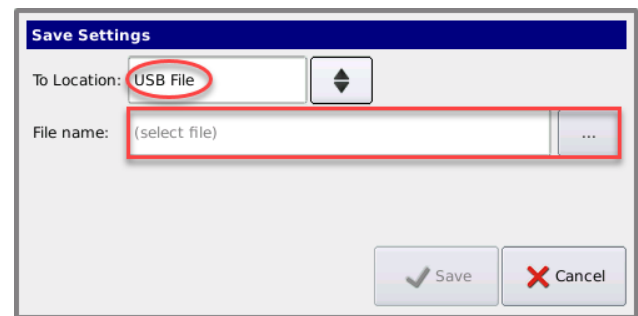 Save Settings
To Location: USB File
File name: (select file) ...
Save Cancel